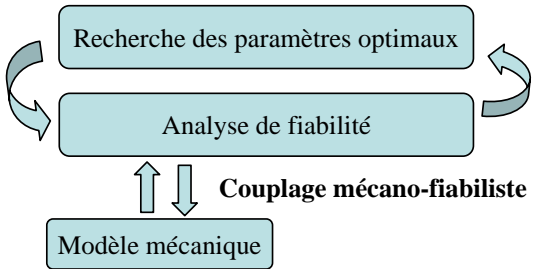 Recherche des paramètres optimaux
Analyse de fiabilité
Couplage mécano-fiabiliste
Modèle mécanique